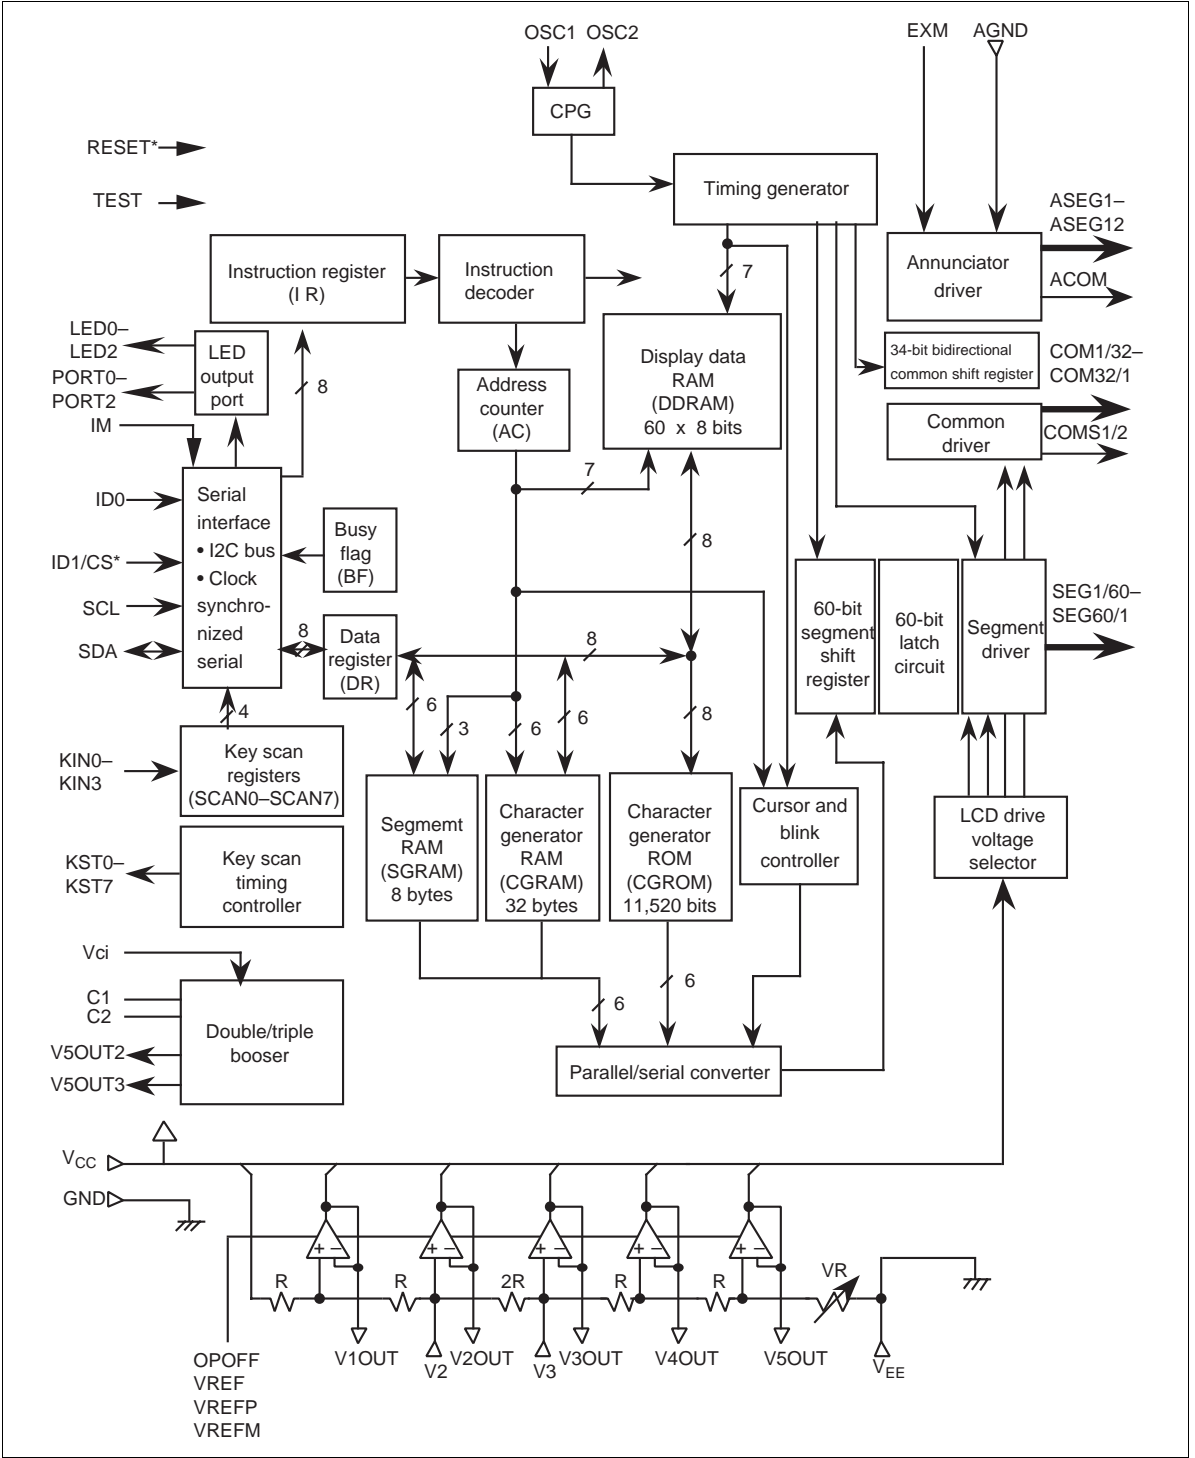 OSC1 OSC2
EXM AGND
CPG
RESET*
TEST
Timing generator
ASEG1–
ASEG12
Annunciator
driver
ACOM
Instruction register
(I R)
Instruction
decoder
7
LED0–
LED2
PORT0–
PORT2
LED
output
port
8
Address
counter
(AC)
Display data
RAM
(DDRAM)
60 x 8 bits
34-bit bidirectional
common shift register
COM1/32–
COM32/1
Common
driver
COMS1/2
IM
ID0
ID1/CS*
SCL
SDA
Serial
interface
• I2C bus
• Clock
synchro-
nized
serial
Busy
flag
(BF)
7
8
8
Data
register
(DR)
8
60-bit
segment
shift
register
60-bit
latch
circuit
Segment
driver
SEG1/60–
SEG60/1
4
6
3
6
6
8
KIN0–
KIN3
Key scan
registers
(SCAN0–SCAN7)
KST0–
KST7
Key scan
timing
controller
Segmemt
RAM
(SGRAM)
8 bytes
Character
generator
RAM
(CGRAM)
32 bytes
Character
generator
ROM
(CGROM)
11,520 bits
Cursor and
blink
controller
LCD drive
voltage
selector
Vci
C1
C2
V5OUT2
V5OUT3
Double/triple
booser
6
6
Parallel/serial converter
VCC
GND
+ −
+ −
+ −
+ −
+ −
R
R
2R
R
R
VR
V1OUT
V2
V2OUT
V3
V3OUT
V4OUT
V5OUT
VEE
OPOFF
VREF
VREFP
VREFM